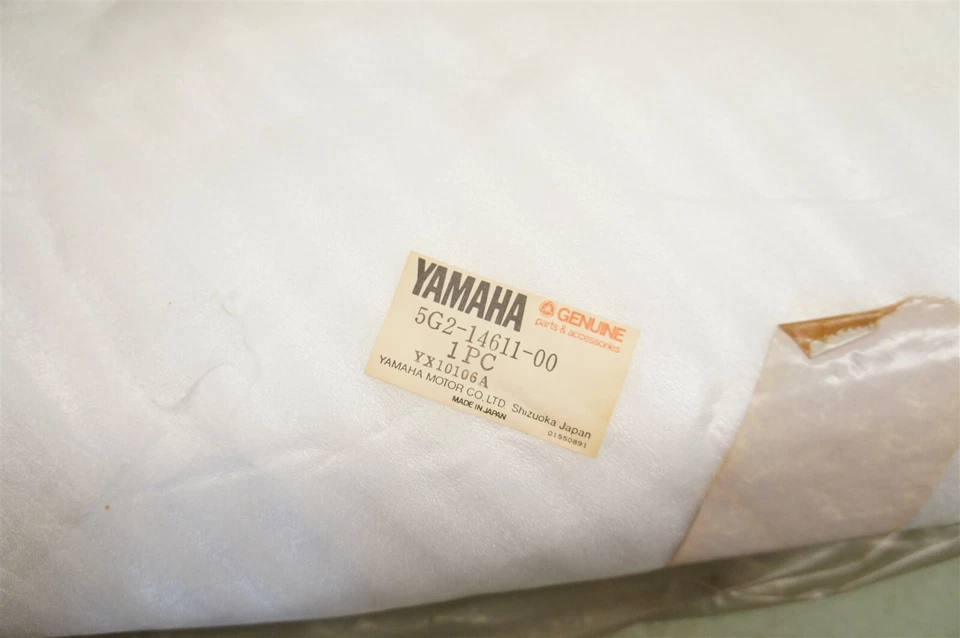 YAMAHA GENUINE
parts & accessories
5G2-14611-00
1PC
YX10106A
YAMAHA MOTOR CO.,LTD. Shizuoka Japan
MADE IN JAPAN
01550891